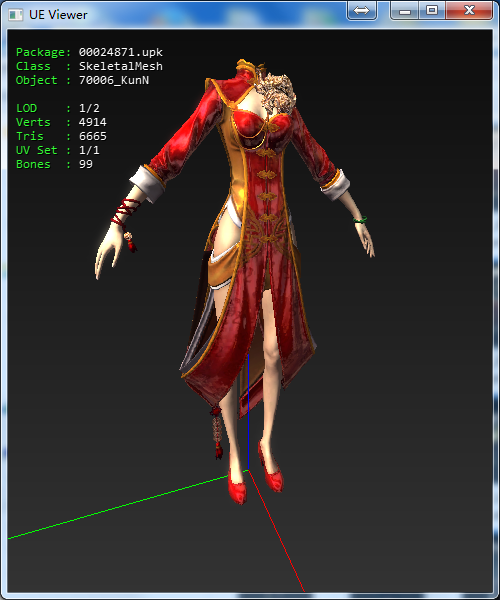 UE Viewer
Package: 00024871.upk
Class  : SkeletalMesh
Object : 70006_KunN
LOD    : 1/2
Verts  : 4914
Tris   : 6665
UV Set : 1/1
Bones  : 99